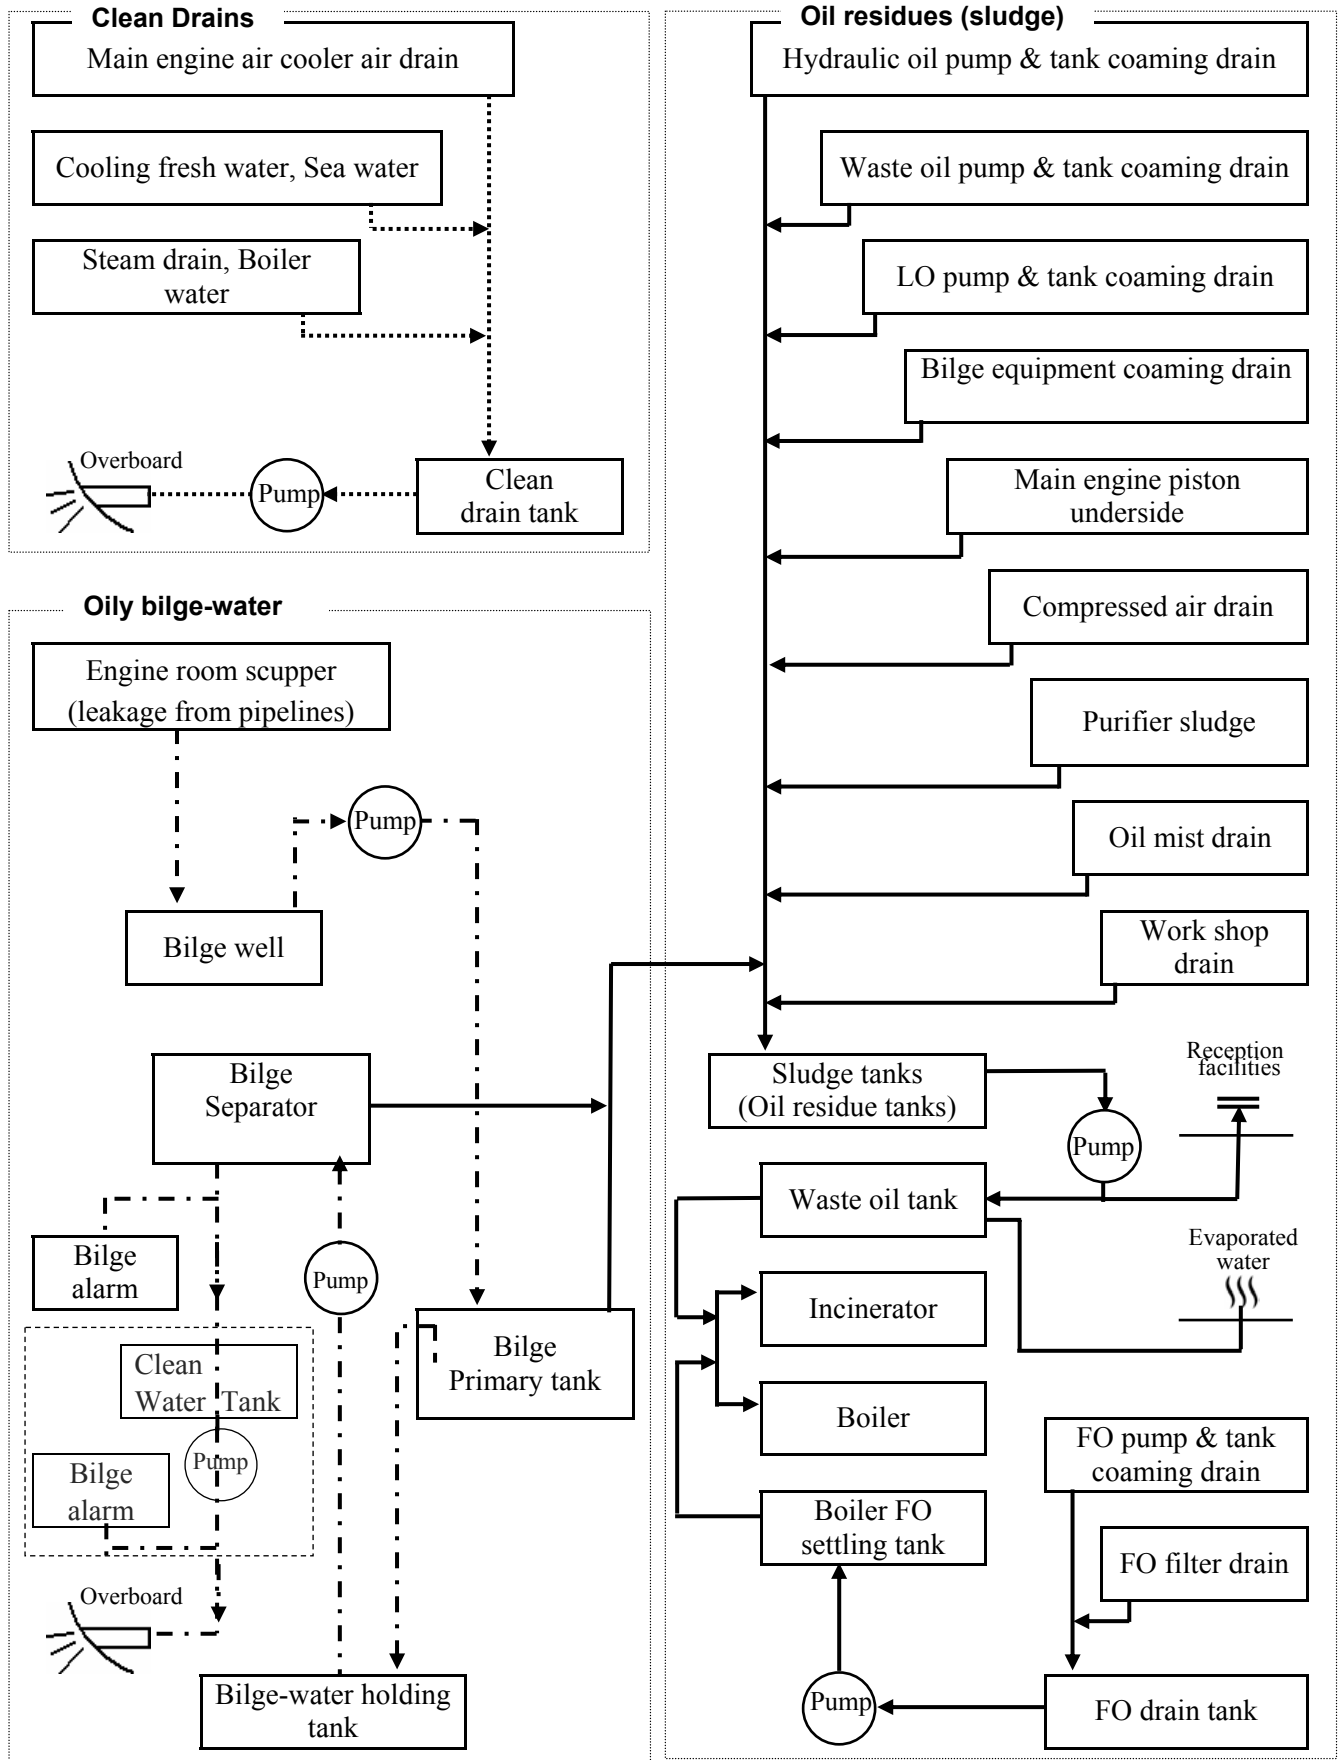 Clean Drains
Main engine air cooler air drain
Cooling fresh water, Sea water
Steam drain, Boiler
water
Overboard
Pump
Clean
drain tank
Oily bilge-water
Engine room scupper
(leakage from pipelines)
Pump
Bilge well
Bilge
Separator
Bilge
alarm
Pump
Clean
Water Tank
Pump
Bilge
alarm
Bilge
Primary tank
Overboard
Bilge-water holding
tank
Oil residues (sludge)
Hydraulic oil pump & tank coaming drain
Waste oil pump & tank coaming drain
LO pump & tank coaming drain
Bilge equipment coaming drain
Main engine piston
underside
Compressed air drain
Purifier sludge
Oil mist drain
Work shop
drain
Sludge tanks
(Oil residue tanks)
Reception
facilities
Pump
Waste oil tank
Evaporated
water
Incinerator
Boiler
FO pump & tank
coaming drain
Boiler FO
settling tank
FO filter drain
Pump
FO drain tank